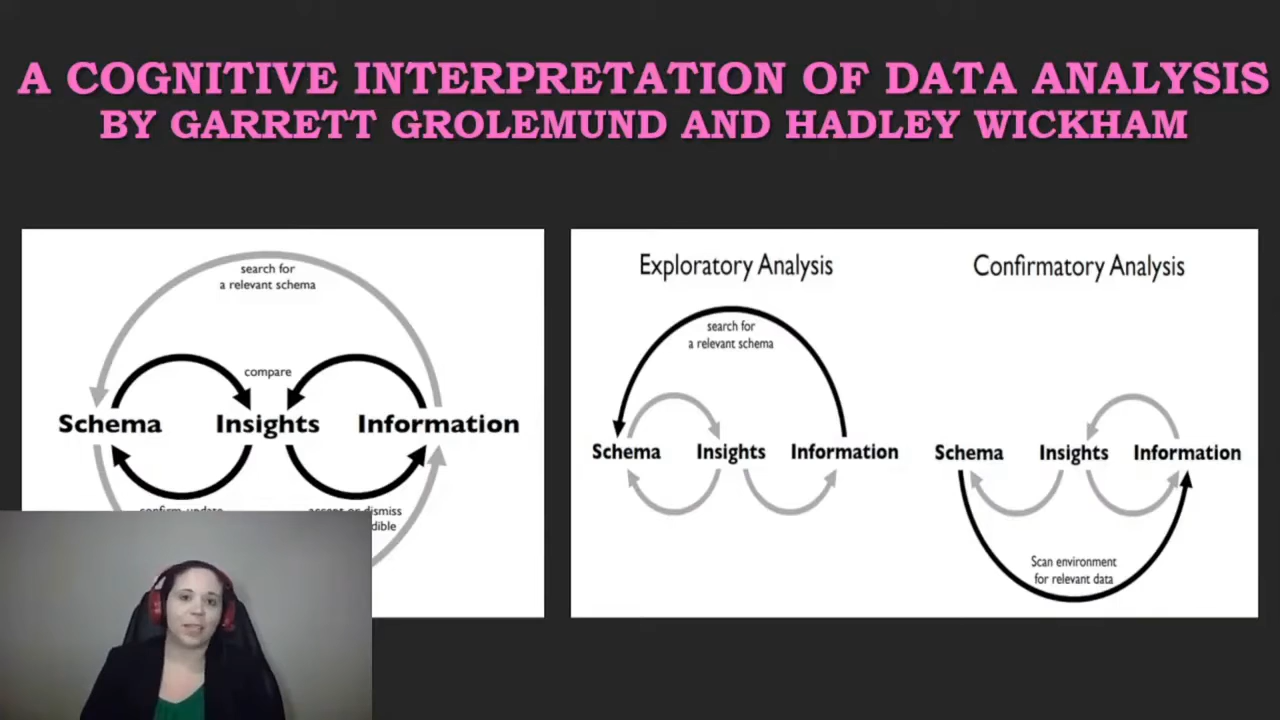 A COGNITIVE INTERPRETATION OF DATA ANALYSIS
BY GARRETT GROLEMUND AND HADLEY WICKHAM
search for
a relevant schema
compare
Schema Insights Information
dismiss
Exploratory Analysis
search for
a relevant schema
Schema Insights Information
Confirmatory Analysis
Schema Insights Information
Scan environment
for relevant data